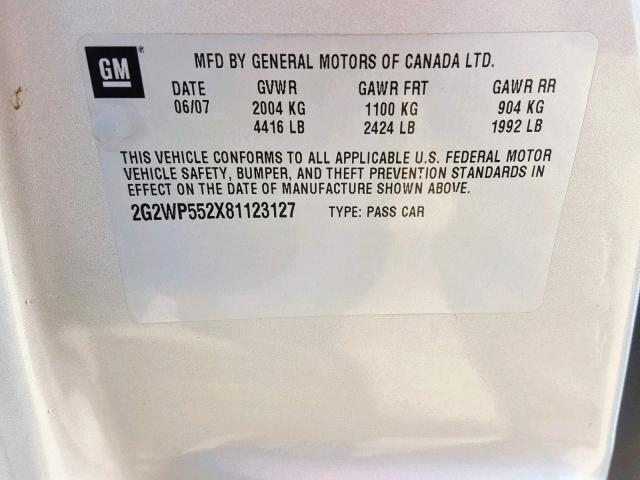 GM®
MFD BY GENERAL MOTORS OF CANADA LTD.
DATE GVWR GAWR FRT GAWR RR
06/07 2004 KG 1100 KG 904 KG
4416 LB 2424 LB 1992 LB
THIS VEHICLE CONFORMS TO ALL APPLICABLE U.S. FEDERAL MOTOR
VEHICLE SAFETY, BUMPER, AND THEFT PREVENTION STANDARDS IN
EFFECT ON THE DATE OF MANUFACTURE SHOWN ABOVE.
2G2WP552X81123127 TYPE: PASS CAR